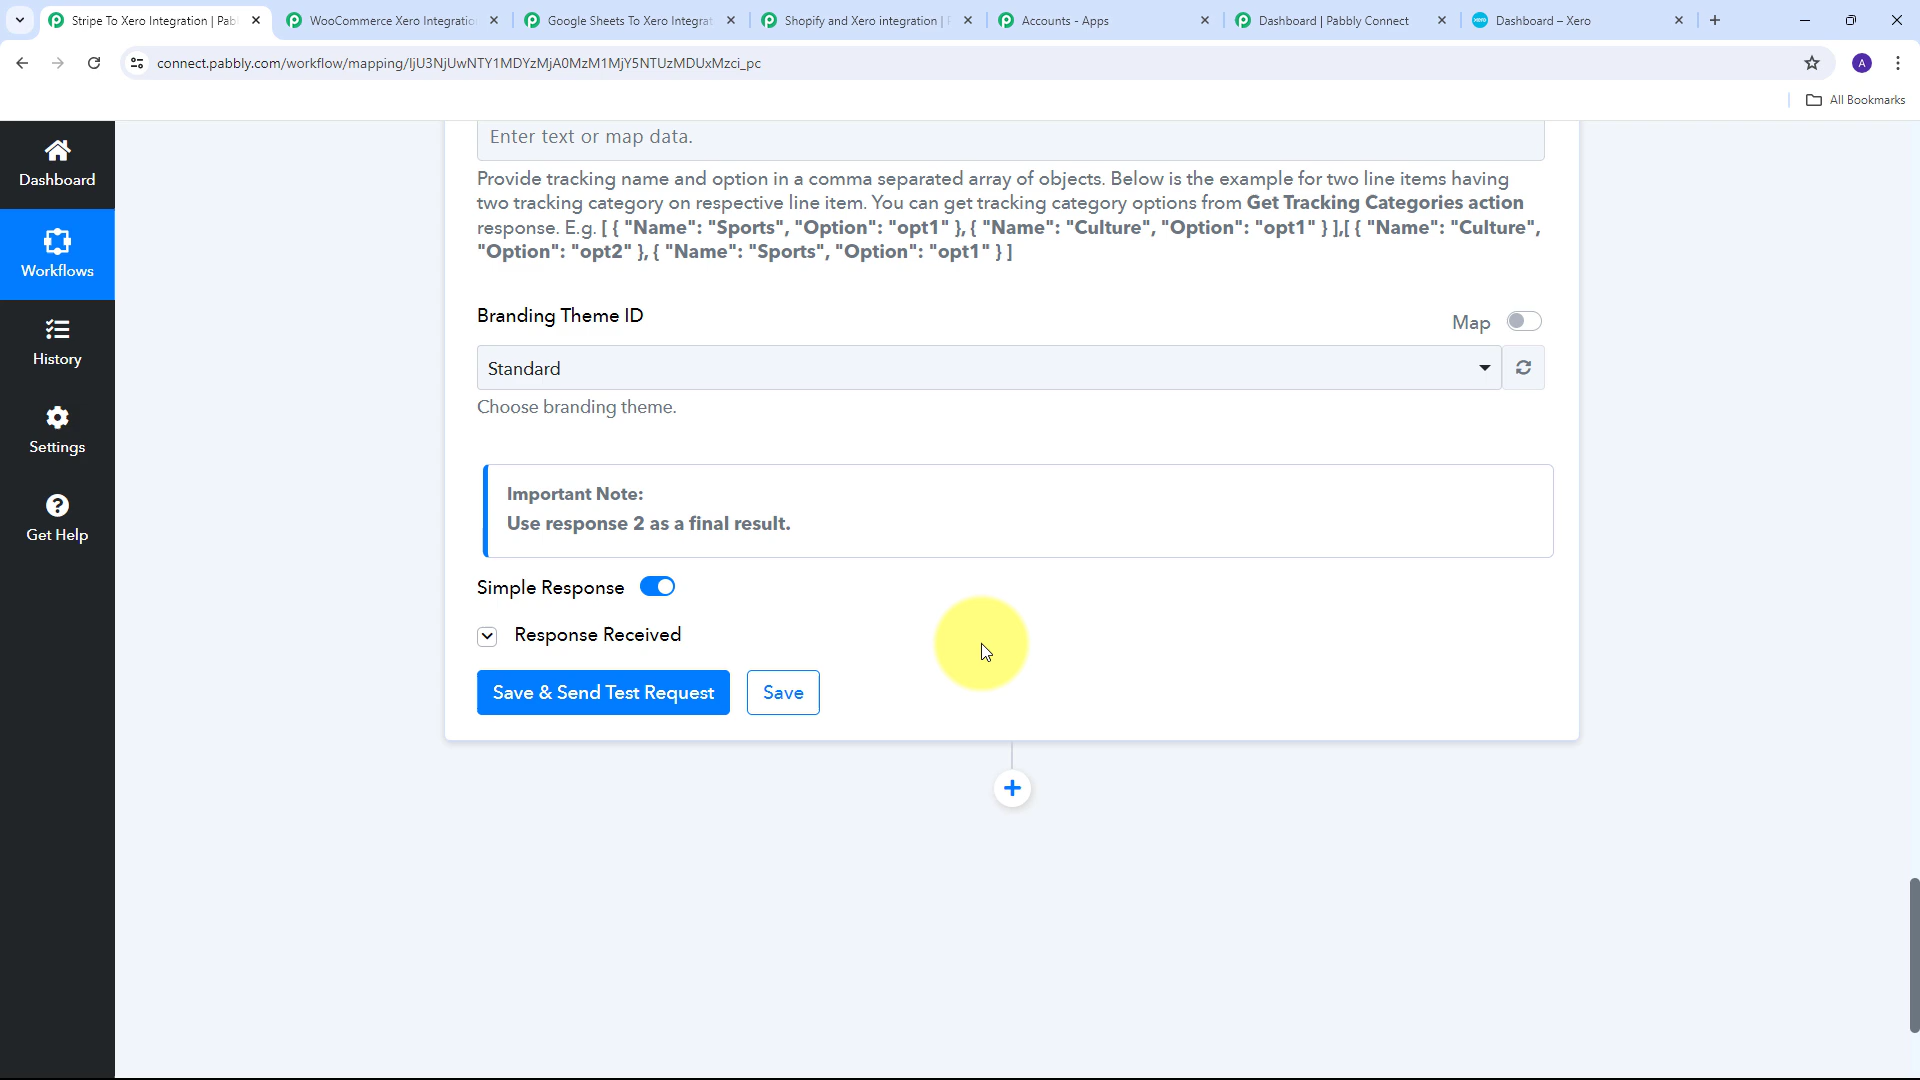 Stripe To Xero Integration | Pab
WooCommerce Xero Integratio
Google Sheets To Xero Integrat
Shopify and Xero integration |
Accounts - Apps
Dashboard | Pabbly Connect
Dashboard – Xero
connect.pabbly.com/workflow/mapping/IjU3NjUwNTY1MDYzMjA0MzM1MjY5NTUzMDUxMzci_pc
A
All Bookmarks
Dashboard
Workflows
History
Settings
Get Help
Enter text or map data.
Provide tracking name and option in a comma separated array of objects. Below is the example for two line items having
two tracking category on respective line item. You can get tracking category options from Get Tracking Categories action
response. E.g. [ { "Name": "Sports", "Option": "opt1" }, { "Name": "Culture", "Option": "opt1" } ],[ { "Name": "Culture",
"Option": "opt2" }, { "Name": "Sports", "Option": "opt1" } ]
Branding Theme ID
Map
Standard
Choose branding theme.
Important Note:
Use response 2 as a final result.
Simple Response
Response Received
Save & Send Test Request
Save